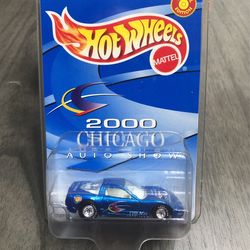 Hot Wheels
MATTEL
2000
CHICAGO
AUTO SHOW